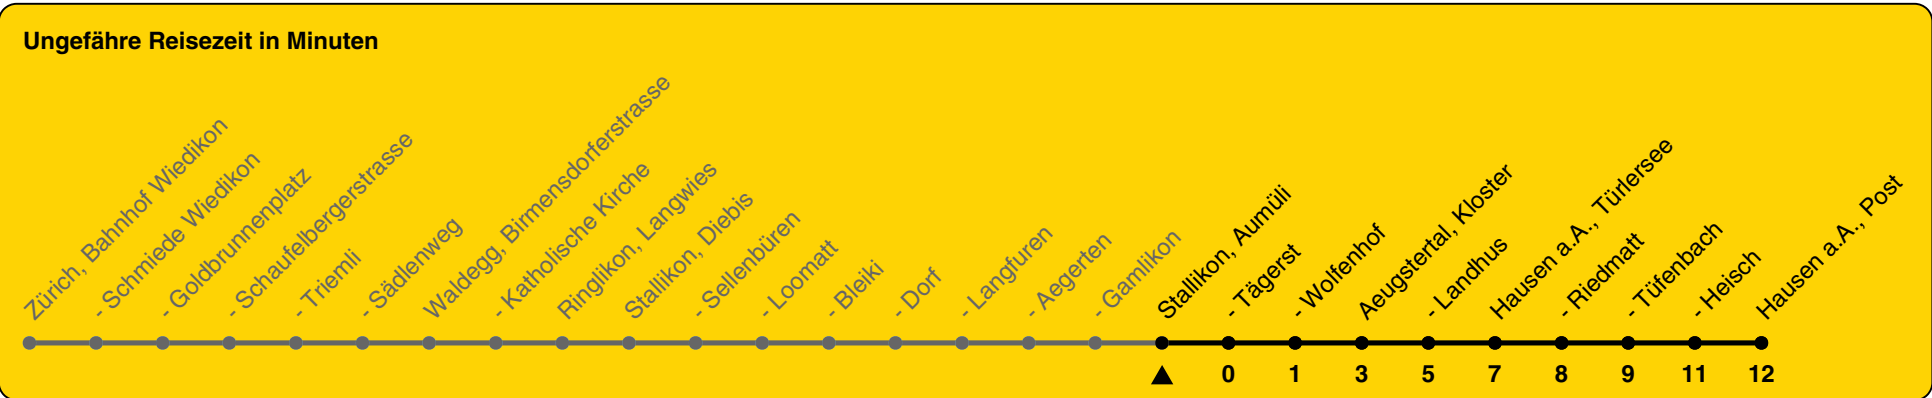 Ungefähre Reisezeit in Minuten
Zürich, Bahnhof Wiedikon
- Schmiede Wiedikon
- Goldbrunnenplatz
- Schaufelbergerstrasse
- Triemli
- Sädlenweg
Waldegg, Birmensdorferstrasse
- Katholische Kirche
Ringlikon, Langwies
Stallikon, Diebis
- Sellenbüren
- Loomatt
- Bleiki
- Dorf
- Langfuren
- Aegerten
- Gamlikon
Stallikon, Aumüli
- Tägerst
- Wolfenhof
Aeugstertal, Kloster
- Landhus
Hausen a.A., Türlersee
- Riedmatt
- Tüfenbach
- Heisch
Hausen a.A., Post
0 1 3 5 7 8 9 11 12